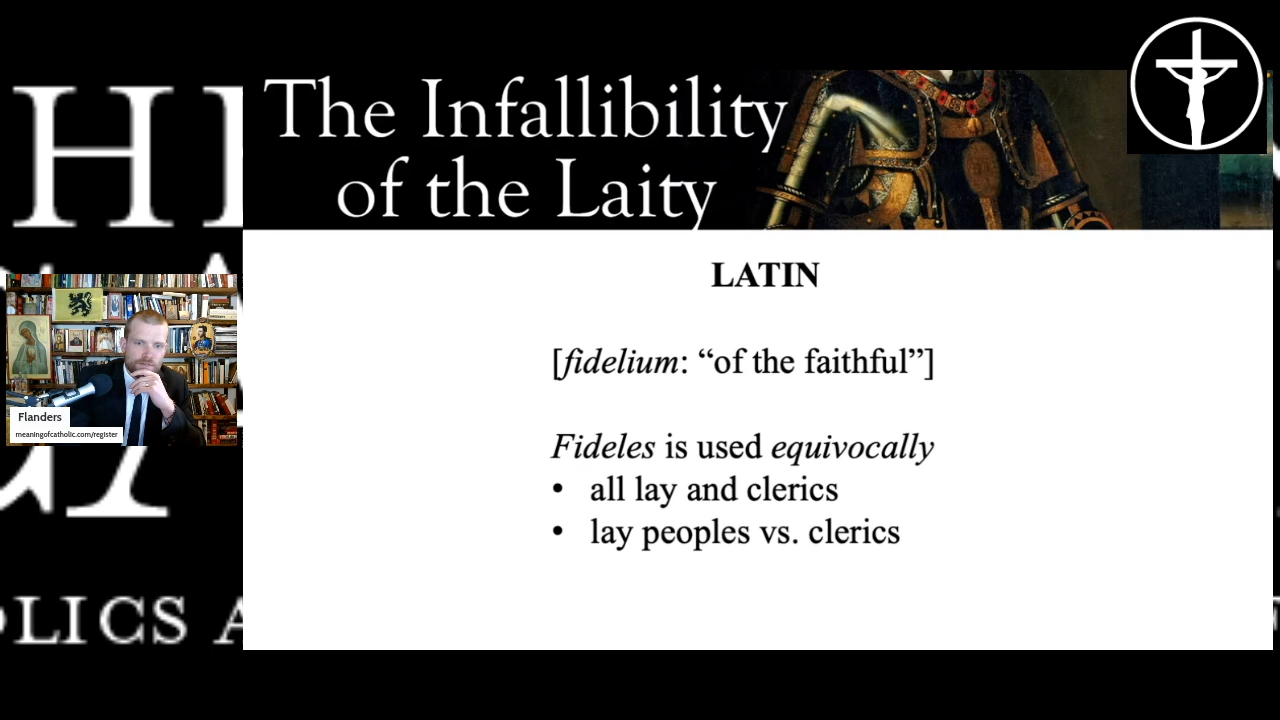 The Infallibility
of the Laity
LATIN
[fidelium: “of the faithful”]
Fideles is used equivocally
• all lay and clerics
• lay peoples vs. clerics
Flanders
meaningofcatholic.com/register